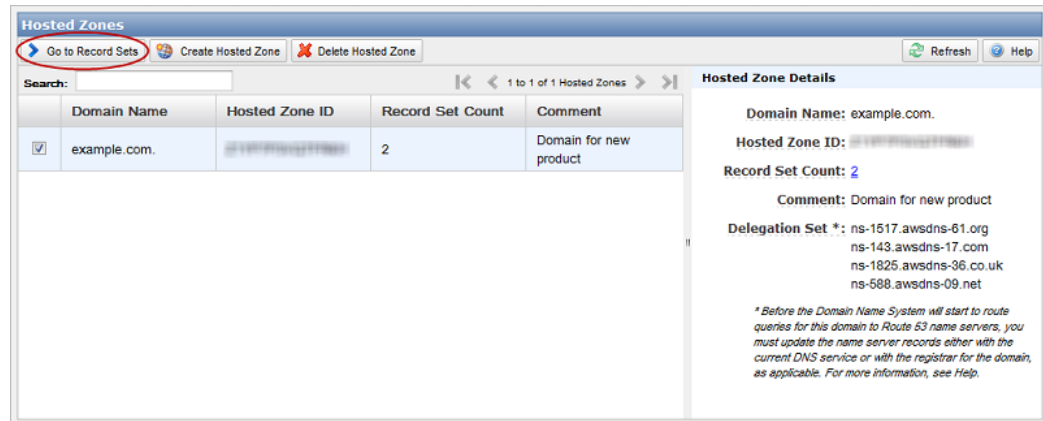 Hosted Zones
Go to Record Sets Create Hosted Zone Delete Hosted Zone Refresh Help
Search: 1 to 1 of 1 Hosted Zones
Domain Name Hosted Zone ID Record Set Count Comment
example.com. 2 Domain for new
product
Hosted Zone Details
Domain Name: example.com.
Hosted Zone ID:
Record Set Count: 2
Comment: Domain for new product
Delegation Set *: ns-1517.awsdns-61.org
ns-143.awsdns-17.com
ns-1825.awsdns-36.co.uk
ns-588.awsdns-09.net
* Before the Domain Name System will start to route
queries for this domain to Route 53 name servers, you
must update the name server records either with the
current DNS service or with the registrar for the domain,
as applicable. For more information, see Help.